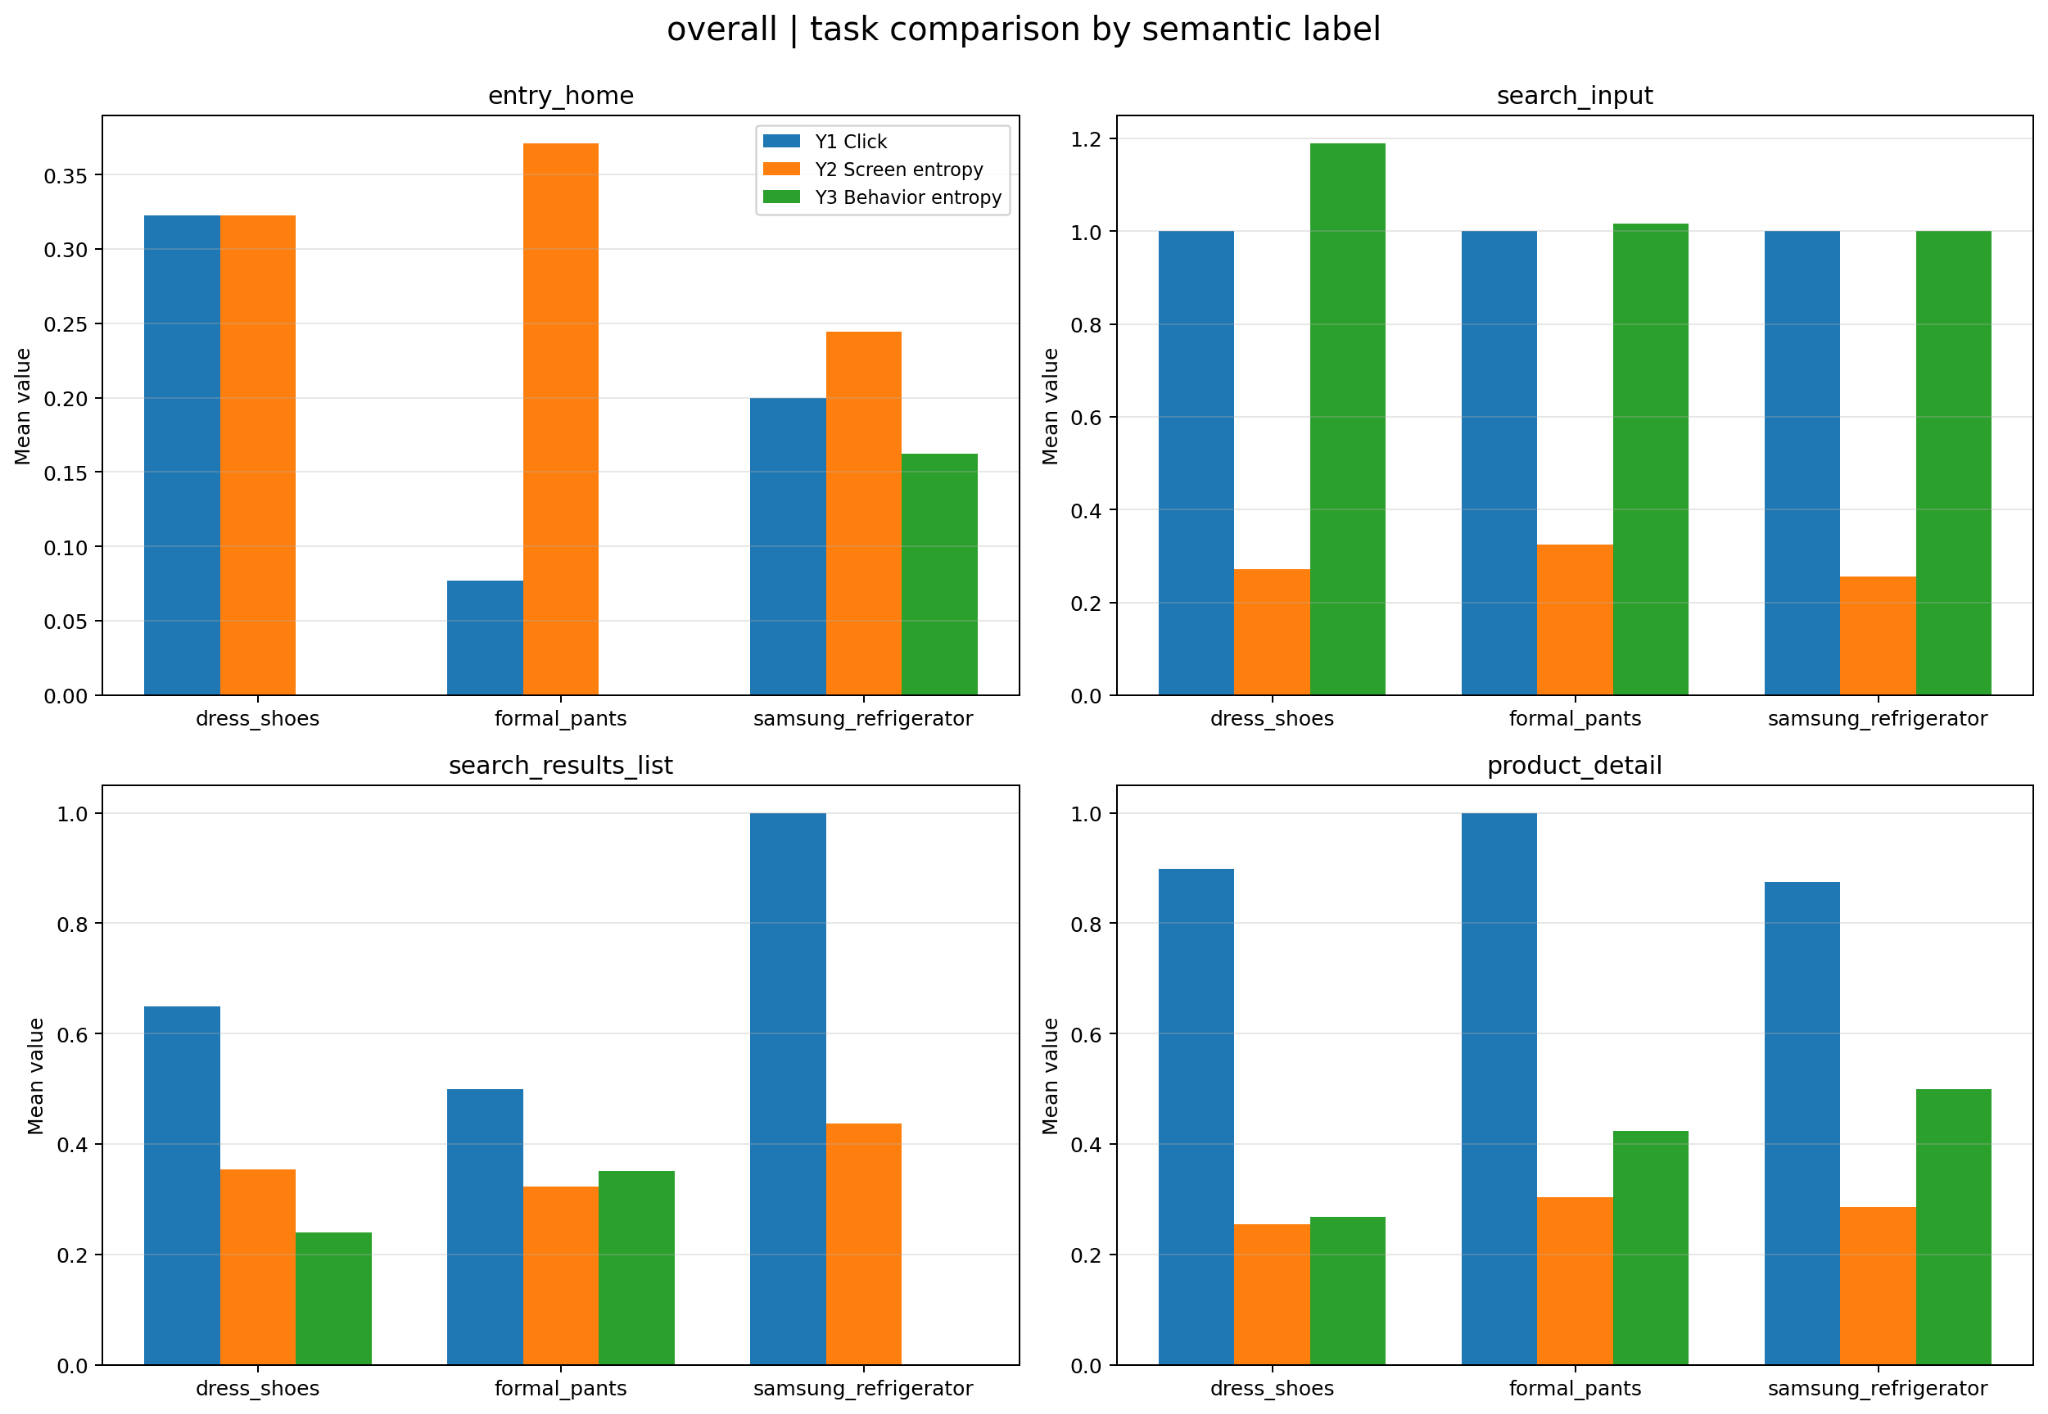 overall | task comparison by semantic label
entry_home
Y1 Click
Y2 Screen entropy
Y3 Behavior entropy
Mean value
0.35
0.30
0.25
0.20
0.15
0.10
0.05
0.00
dress_shoes formal_pants samsung_refrigerator
search_input
Mean value
1.2
1.0
0.8
0.6
0.4
0.2
0.0
dress_shoes formal_pants samsung_refrigerator
search_results_list
Mean value
1.0
0.8
0.6
0.4
0.2
0.0
dress_shoes formal_pants samsung_refrigerator
product_detail
Mean value
1.0
0.8
0.6
0.4
0.2
0.0
dress_shoes formal_pants samsung_refrigerator